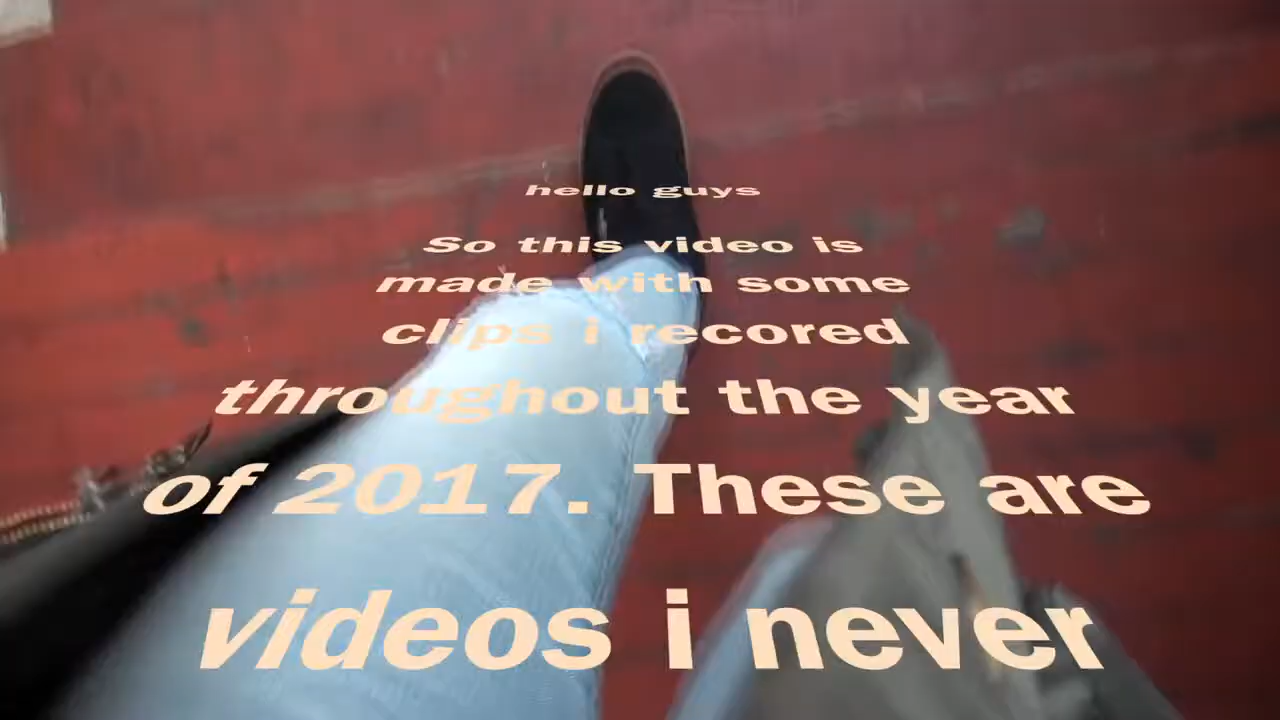 hello guys
So this video is
made with some
clips i recored
throughout the year
of 2017. These are
videos i never